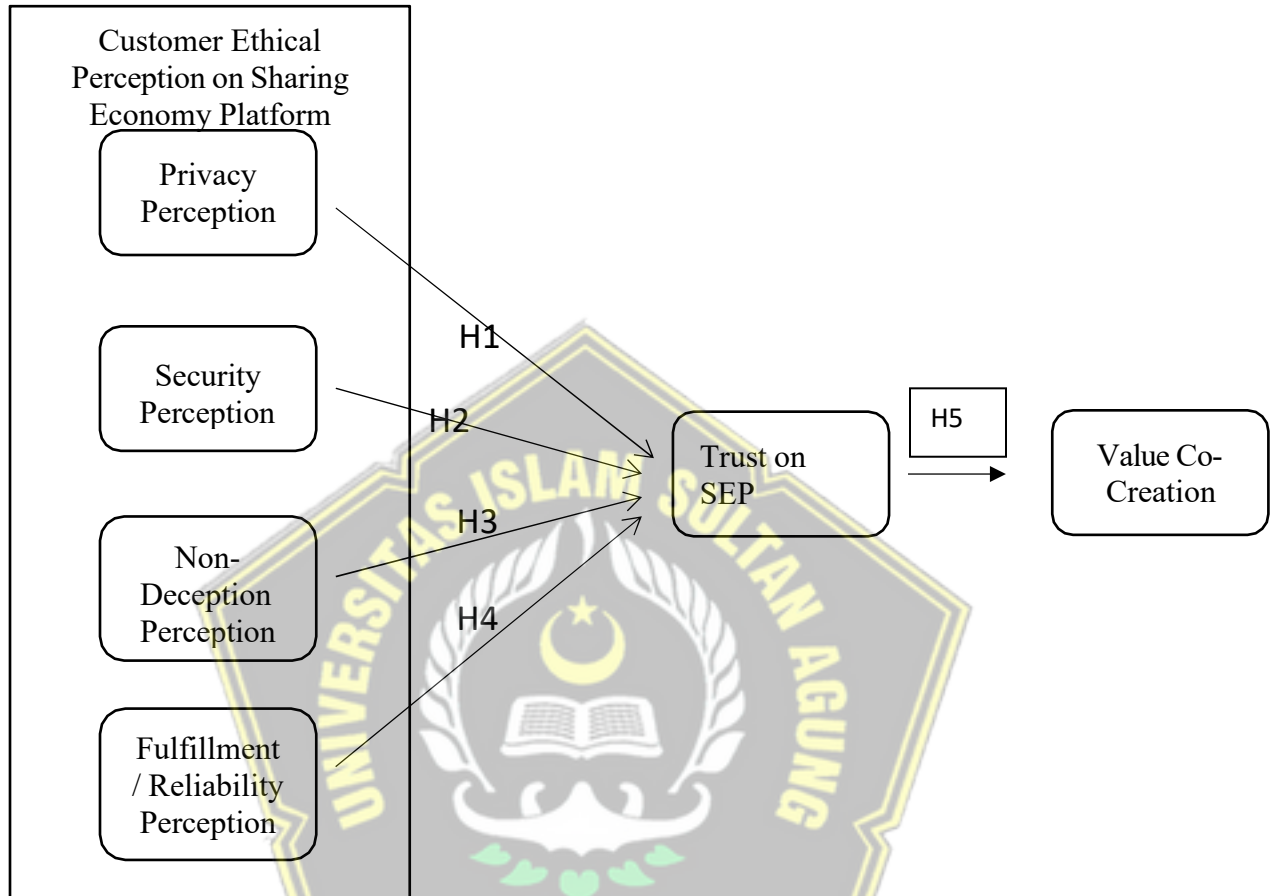 Customer Ethical
Perception on Sharing
Economy Platform
Privacy
Perception
Security
Perception
Non-
Deception
Perception
Fulfillment
/ Reliability
Perception
H1
H2
H3
H4
Trust on
SEP
H5
Value Co-
Creation
UNIVERSITAS ISLAM SULTAN AGUNG